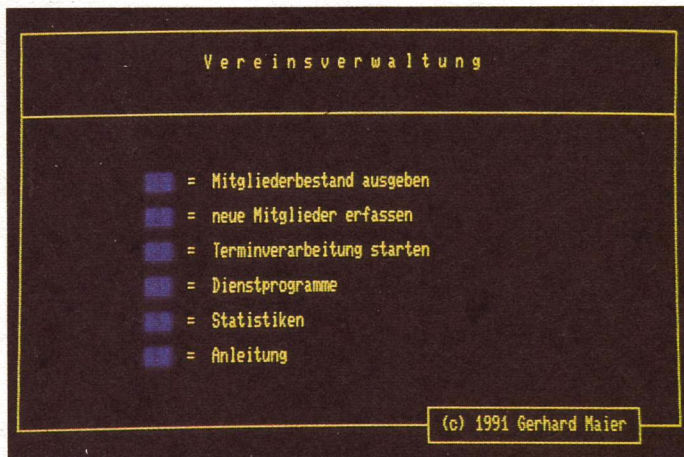 Vereinsverwaltung
= Mitgliederbestand ausgeben
= neue Mitglieder erfassen
= Terminverarbeitung starten
= Dienstprogramme
= Statistiken
= Anleitung
(c) 1991 Gerhard Maier